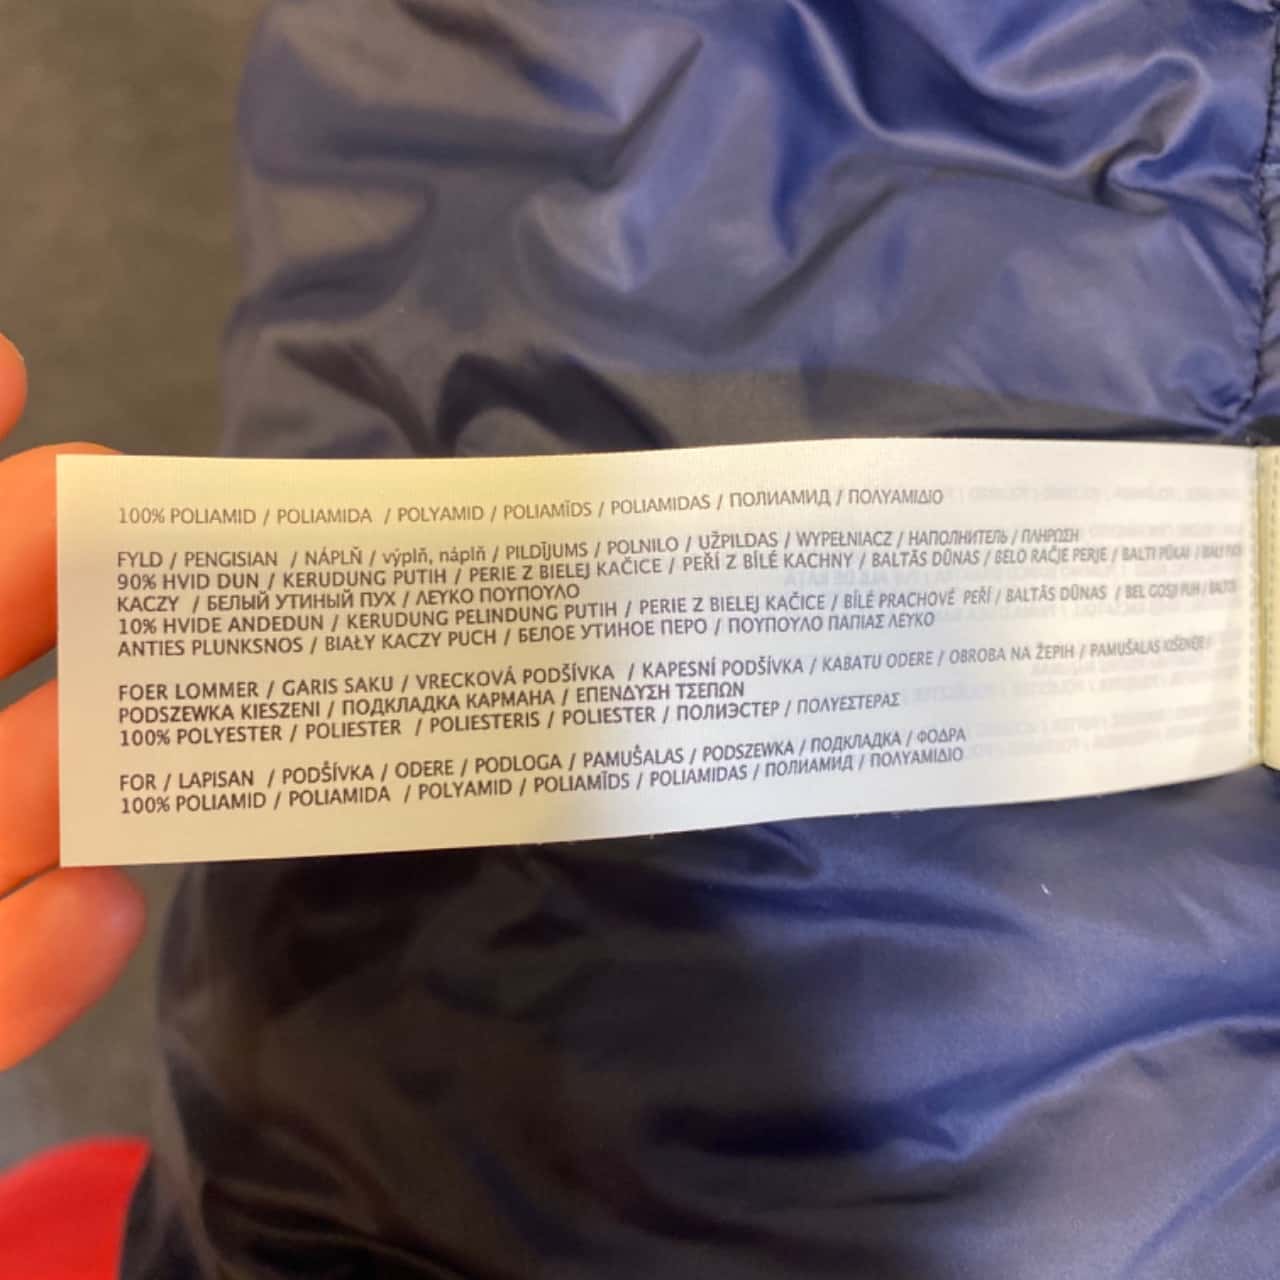 100% POLIAMID / POLIAMIDA / POLYAMID / POLIAMĪDS / POLIAMIDAS / ПОЛИАМИД / ΠΟΛΥΑΜΙΔΙΟ
FYLD / PENGISIAN / NÁPLŇ / výplň, náplň / PILDĪJUMS / POLNILO / UŽPILDAS / WYPEŁNIACZ / НАПОЛНИТЕЛЬ / ΠΛΗΡΩΣΗ
90% HVID DUN / KERUDUNG PUTIH / PERIE Z BIELEJ KAČICE / PEŘÍ Z BÍLÉ KACHNY / BALTĀS DŪNAS / BELO RAČJE PERJE / BALTI PŪKAI /
KACZY / БЕЛЫЙ УТИНЫЙ ПУХ / ΛΕΥΚΟ ΠΟΥΠΟΥΛΟ
10% HVIDE ANDEDUN / KERUDUNG PELINDUNG PUTIH / PERIE Z BIELEJ KAČICE / BÍLÉ PRACHOVÉ PEŘÍ / BALTĀS DŪNAS / BEL GOSJI PUH /
ANTIES PLUNKSNOS / BIAŁY KACZY PUCH / БЕЛОЕ УТИНОЕ ПЕРО / ΠΟΥΠΟΥΛΟ ΠΑΠΙΑΣ ΛΕΥΚΟ
FOER LOMMER / GARIS SAKU / VRECKOVÁ PODŠÍVKA / KAPESNÍ PODŠÍVKA / KABATU ODERE / OBROBA NA ŽEPIH / PAMUŠALAS KIŠENĖJE /
PODSZEWKA KIESZENI / ПОДКЛАДКА КАРМАНА / ΕΠΕΝΔΥΣΗ ΤΣΕΠΩΝ
100% POLYESTER / POLIESTER / POLIESTERIS / POLIESTER / ПОЛИЭСТЕР / ΠΟΛΥΕΣΤΕΡΑΣ
FOR / LAPISAN / PODŠÍVKA / ODERE / PODLOGA / PAMUŠALAS / PODSZEWKA / ПОДКЛАДКА / ΦΟΔΡΑ
100% POLIAMID / POLIAMIDA / POLYAMID / POLIAMĪDS / POLIAMIDAS / ПОЛИАМИД / ΠΟΛΥΑΜΙΔΙΟ